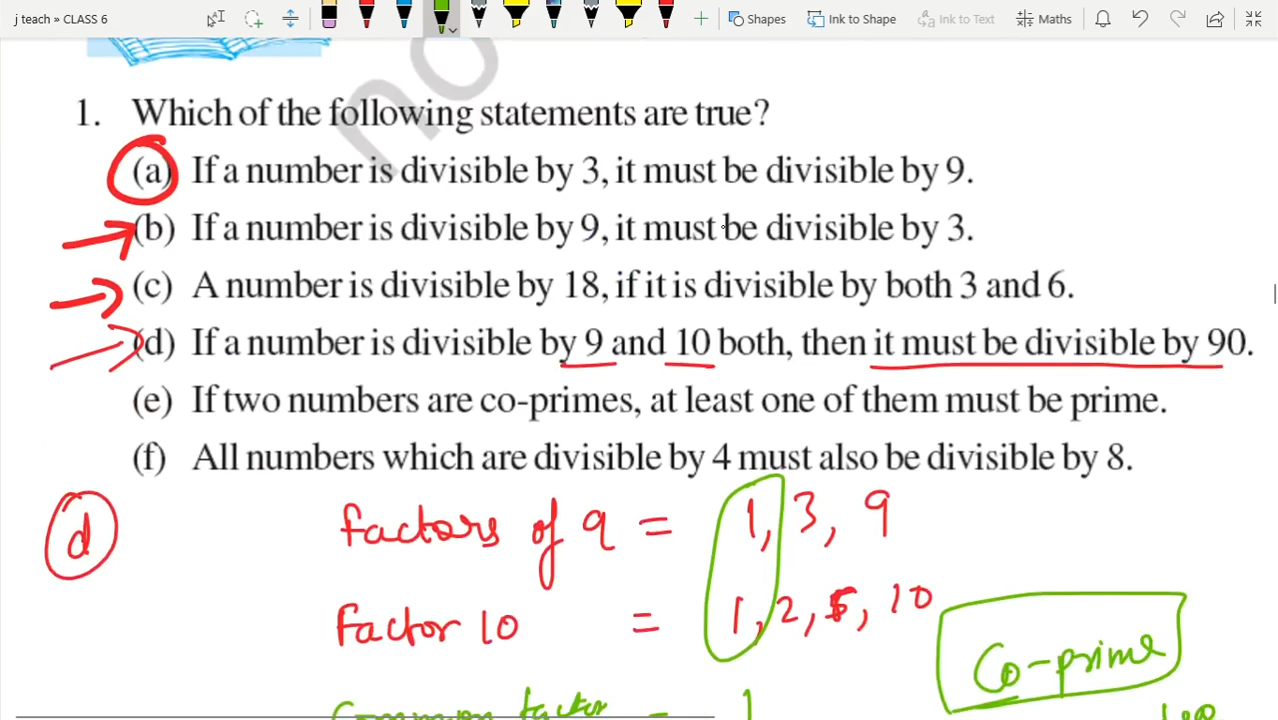 j teach » CLASS 6
Shapes Ink to Shape Ink to Text Maths
no
1. Which of the following statements are true?
(a) If a number is divisible by 3, it must be divisible by 9.
(b) If a number is divisible by 9, it must be divisible by 3.
(c) A number is divisible by 18, if it is divisible by both 3 and 6.
(d) If a number is divisible by 9 and 10 both, then it must be divisible by 90.
(e) If two numbers are co-primes, at least one of them must be prime.
(f) All numbers which are divisible by 4 must also be divisible by 8.
d factors of 9 = 1, 3, 9
factor 10 = 1, 2, 5, 10
Co-prime
Common factor = 1